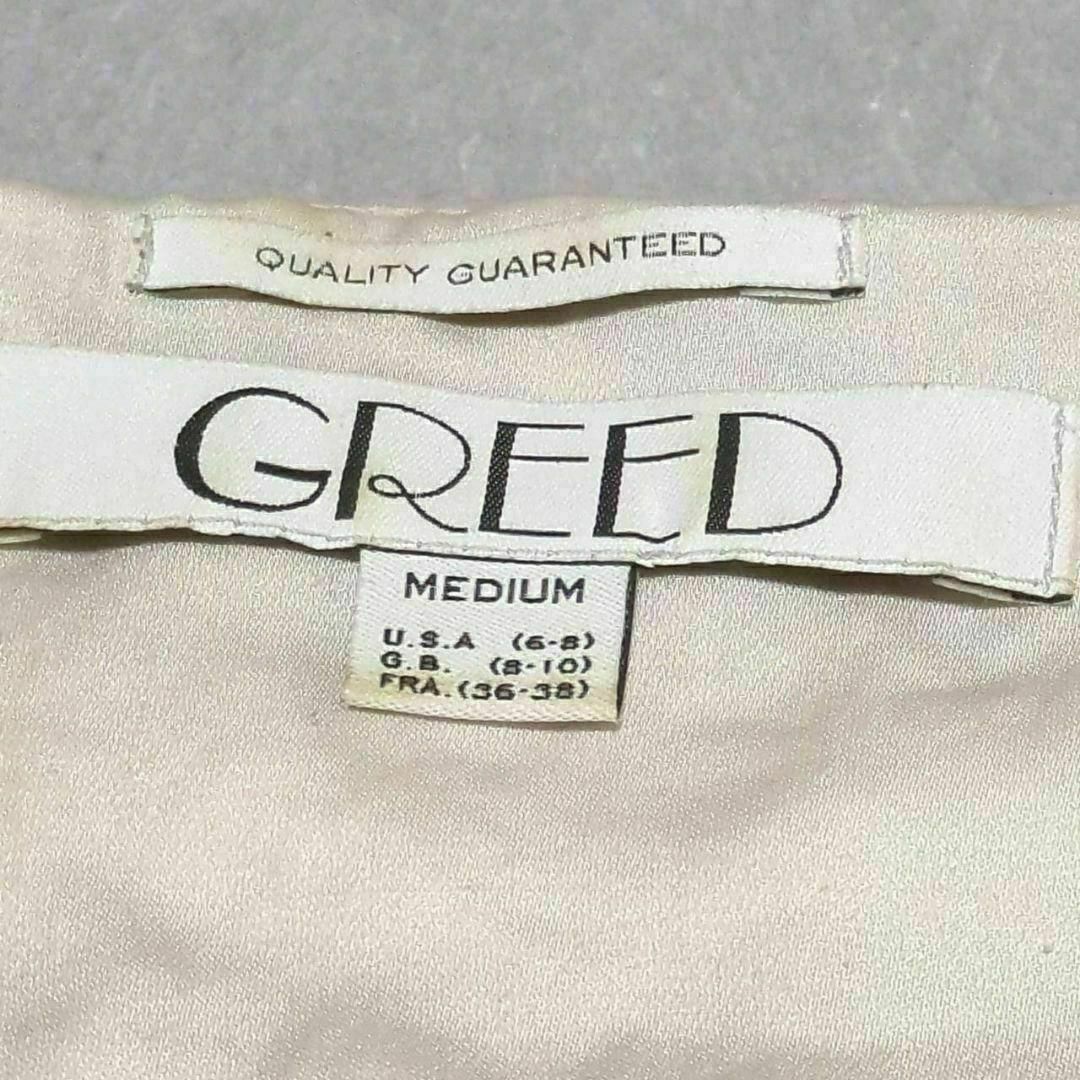 QUALITY GUARANTEED
GREED
MEDIUM
U.S.A (6-8)
G.B. (8-10)
FRA.(36-38)